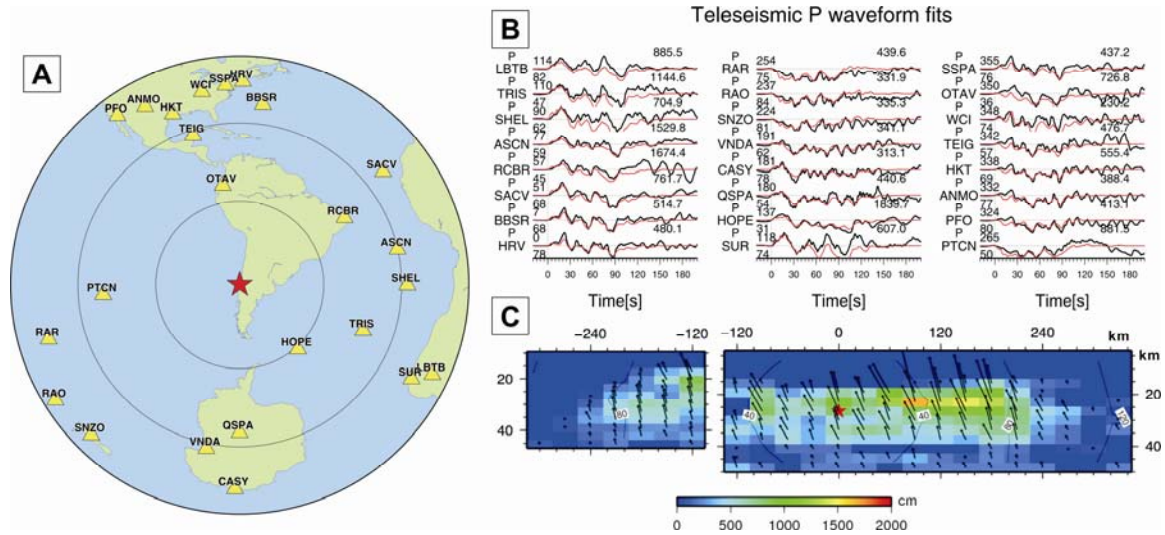 A
HRV
SSPA
WCI
BBSR
ANMO
HKT
PFO
TEIG
SACV
OTAV
RCBR
ASCN
SHEL
PTCN
TRIS
RAR
HOPE
SUR
LBTB
RAO
QSPA
SNZO
VNDA
CASY
B
Teleseismic P waveform fits
P 114 885.5
LBTB 82 1144.6
P 110
TRIS 47 704.9
P 90
SHEL 62 1529.8
P 77
ASCN 59 1674.4
P 57
RCBR 45 761.7
P 51
SACV 68 514.7
P 7
BBSR 68 480.1
P 0
HRV 78
0 30 60 90 120 150 180
Time[s]
P 254 439.6
RAR 75 331.9
P 237
RAO 84 335.3
P 224
SNZO 81 341.1
P 191
VNDA 62 313.1
P 181
CASY 78 440.6
P 180
QSPA 54 1839.7
P 137
HOPE 31 607.0
P 118
SUR 74
0 30 60 90 120 150 180
Time[s]
P 355 437.2
SSPA 76 726.8
P 350
OTAV 36 230.2
P 348
WCI 74 476.7
P 342
TEIG 57 555.4
P 338
HKT 69 388.4
P 332
ANMO 77 413.1
P 324
PFO 80 881.5
P 265
PTCN 50
0 30 60 90 120 150 180
Time[s]
C
−240 −120
20
40
80
−120 0 120 240 km
km
20
40
40
40
80
120
cm
0 500 1000 1500 2000